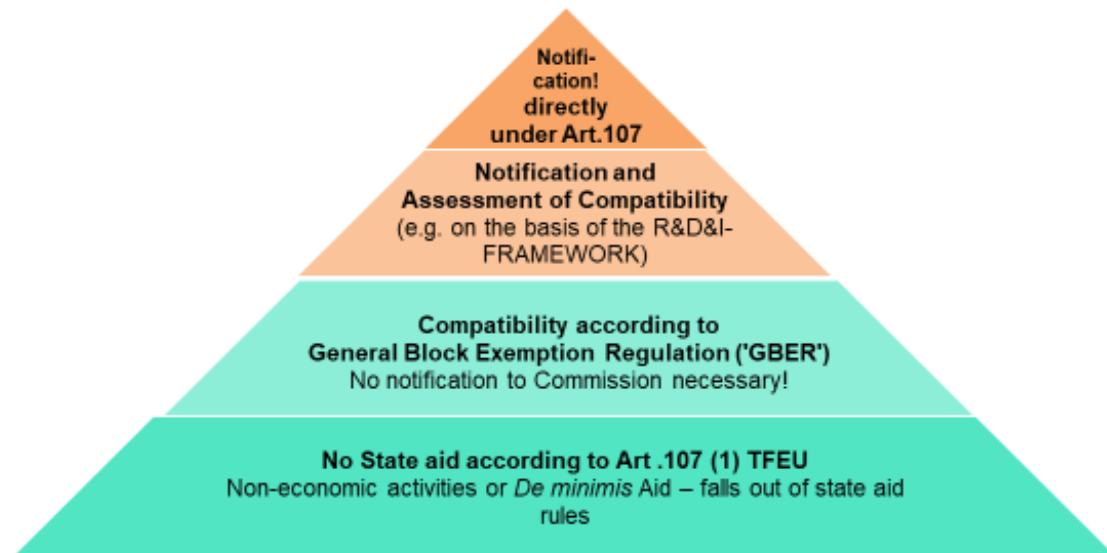 Notifi-
cation!
directly
under Art.107
Notification and
Assessment of Compatibility
(e.g. on the basis of the R&D&I-
FRAMEWORK)
Compatibility according to
General Block Exemption Regulation ('GBER')
No notification to Commission necessary!
No State aid according to Art .107 (1) TFEU
Non-economic activities or De minimis Aid – falls out of state aid
rules